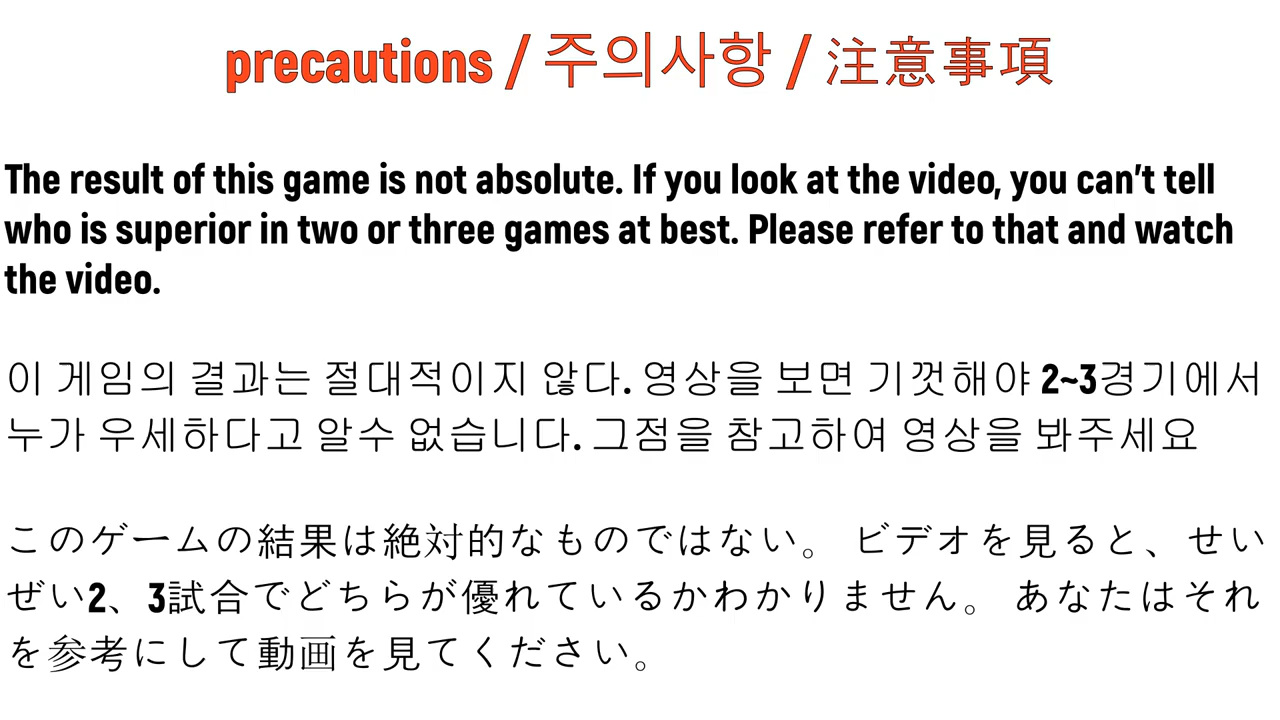 precautions / 주의사항 / 注意事項
The result of this game is not absolute. If you look at the video, you can't tell
who is superior in two or three games at best. Please refer to that and watch
the video.
이 게임의 결과는 절대적이지 않다. 영상을 보면 기껏해야 2~3경기에서
누가 우세하다고 알수 없습니다. 그점을 참고하여 영상을 봐주세요
このゲームの結果は絶対的なものではない。 ビデオを見ると、せい
ぜい2、3試合でどちらが優れているかわかりません。 あなたはそれ
を参考にして動画を見てください。